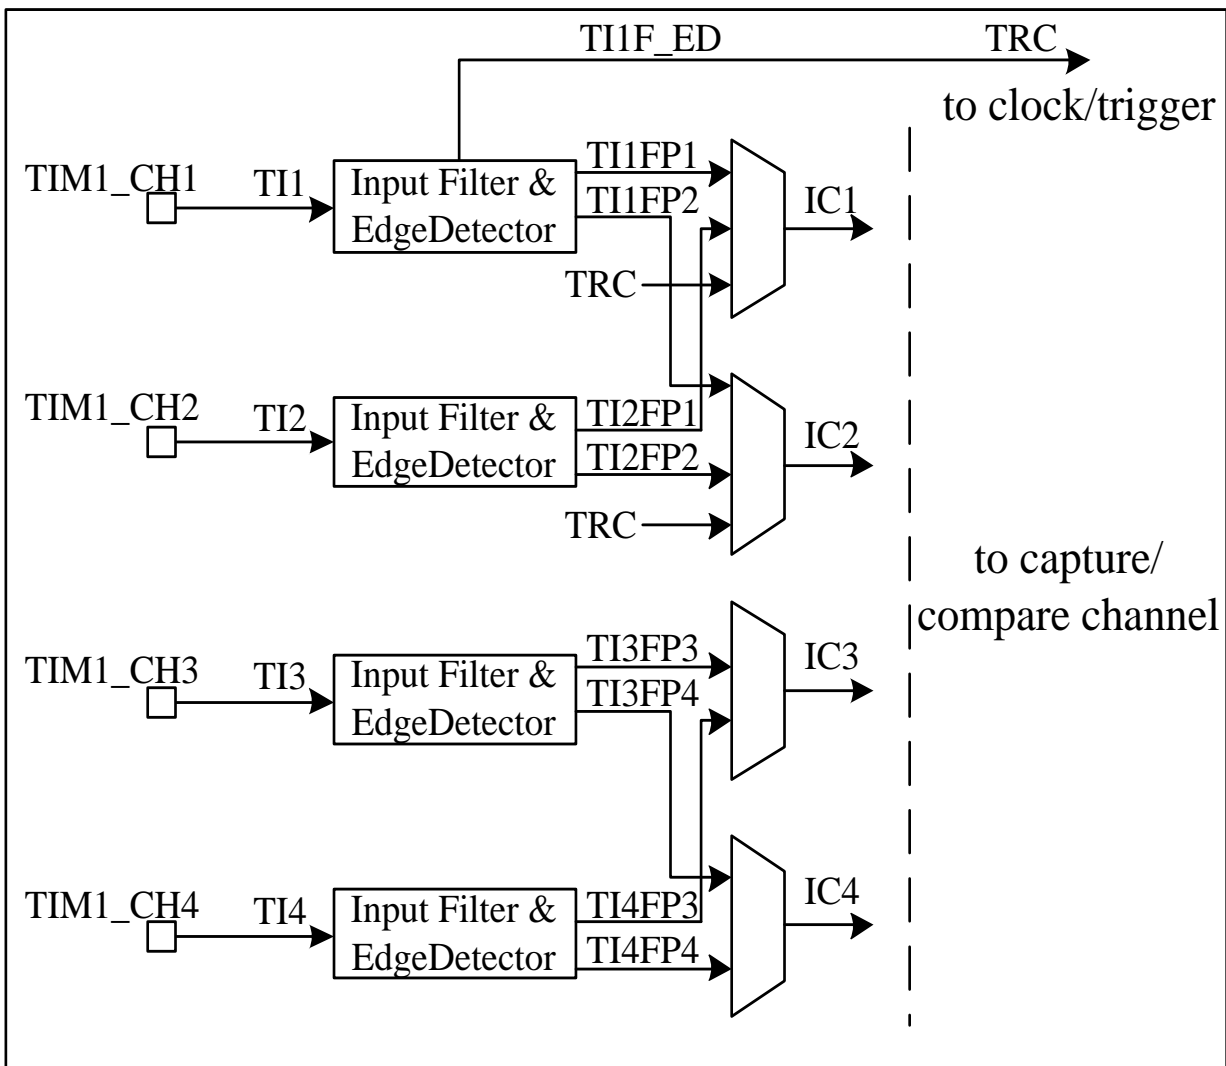 TI1F_ED
TRC
to clock/trigger
TIM1_CH1
TI1
Input Filter &
EdgeDetector
TI1FP1
TI1FP2
TRC
IC1
TIM1_CH2
TI2
Input Filter &
EdgeDetector
TI2FP1
TI2FP2
TRC
IC2
to capture/
compare channel
TIM1_CH3
TI3
Input Filter &
EdgeDetector
TI3FP3
TI3FP4
IC3
TIM1_CH4
TI4
Input Filter &
EdgeDetector
TI4FP3
TI4FP4
IC4